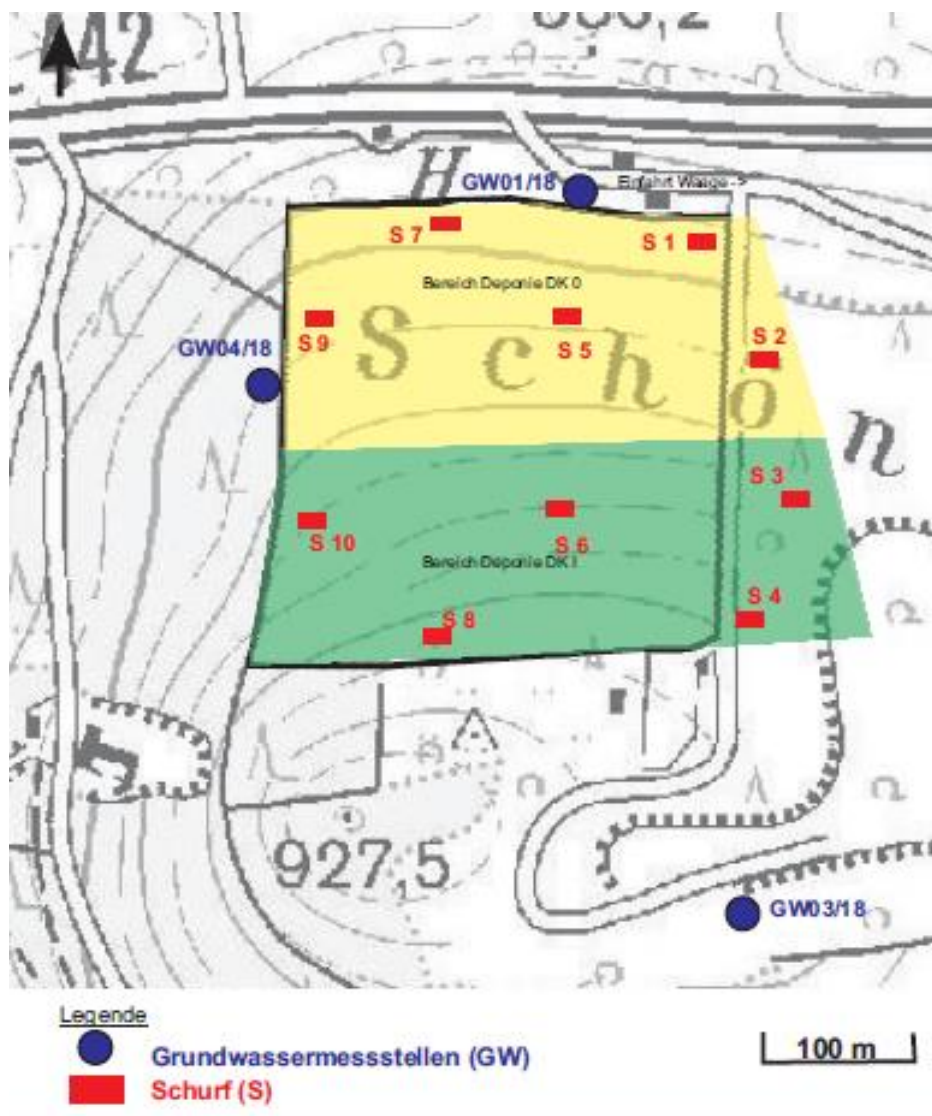 442
H
GW01/18
Einfahrt Waage ->
S 7
S 1
Bereich Deponie DK 0
S c h ö n
S 9
S 5
S 2
GW04/18
S 3
S 10
S 6
Bereich Deponie DK I
S 8
S 4
927,5
GW03/18
Legende
Grundwassermessstellen (GW)
100 m
Schurf (S)